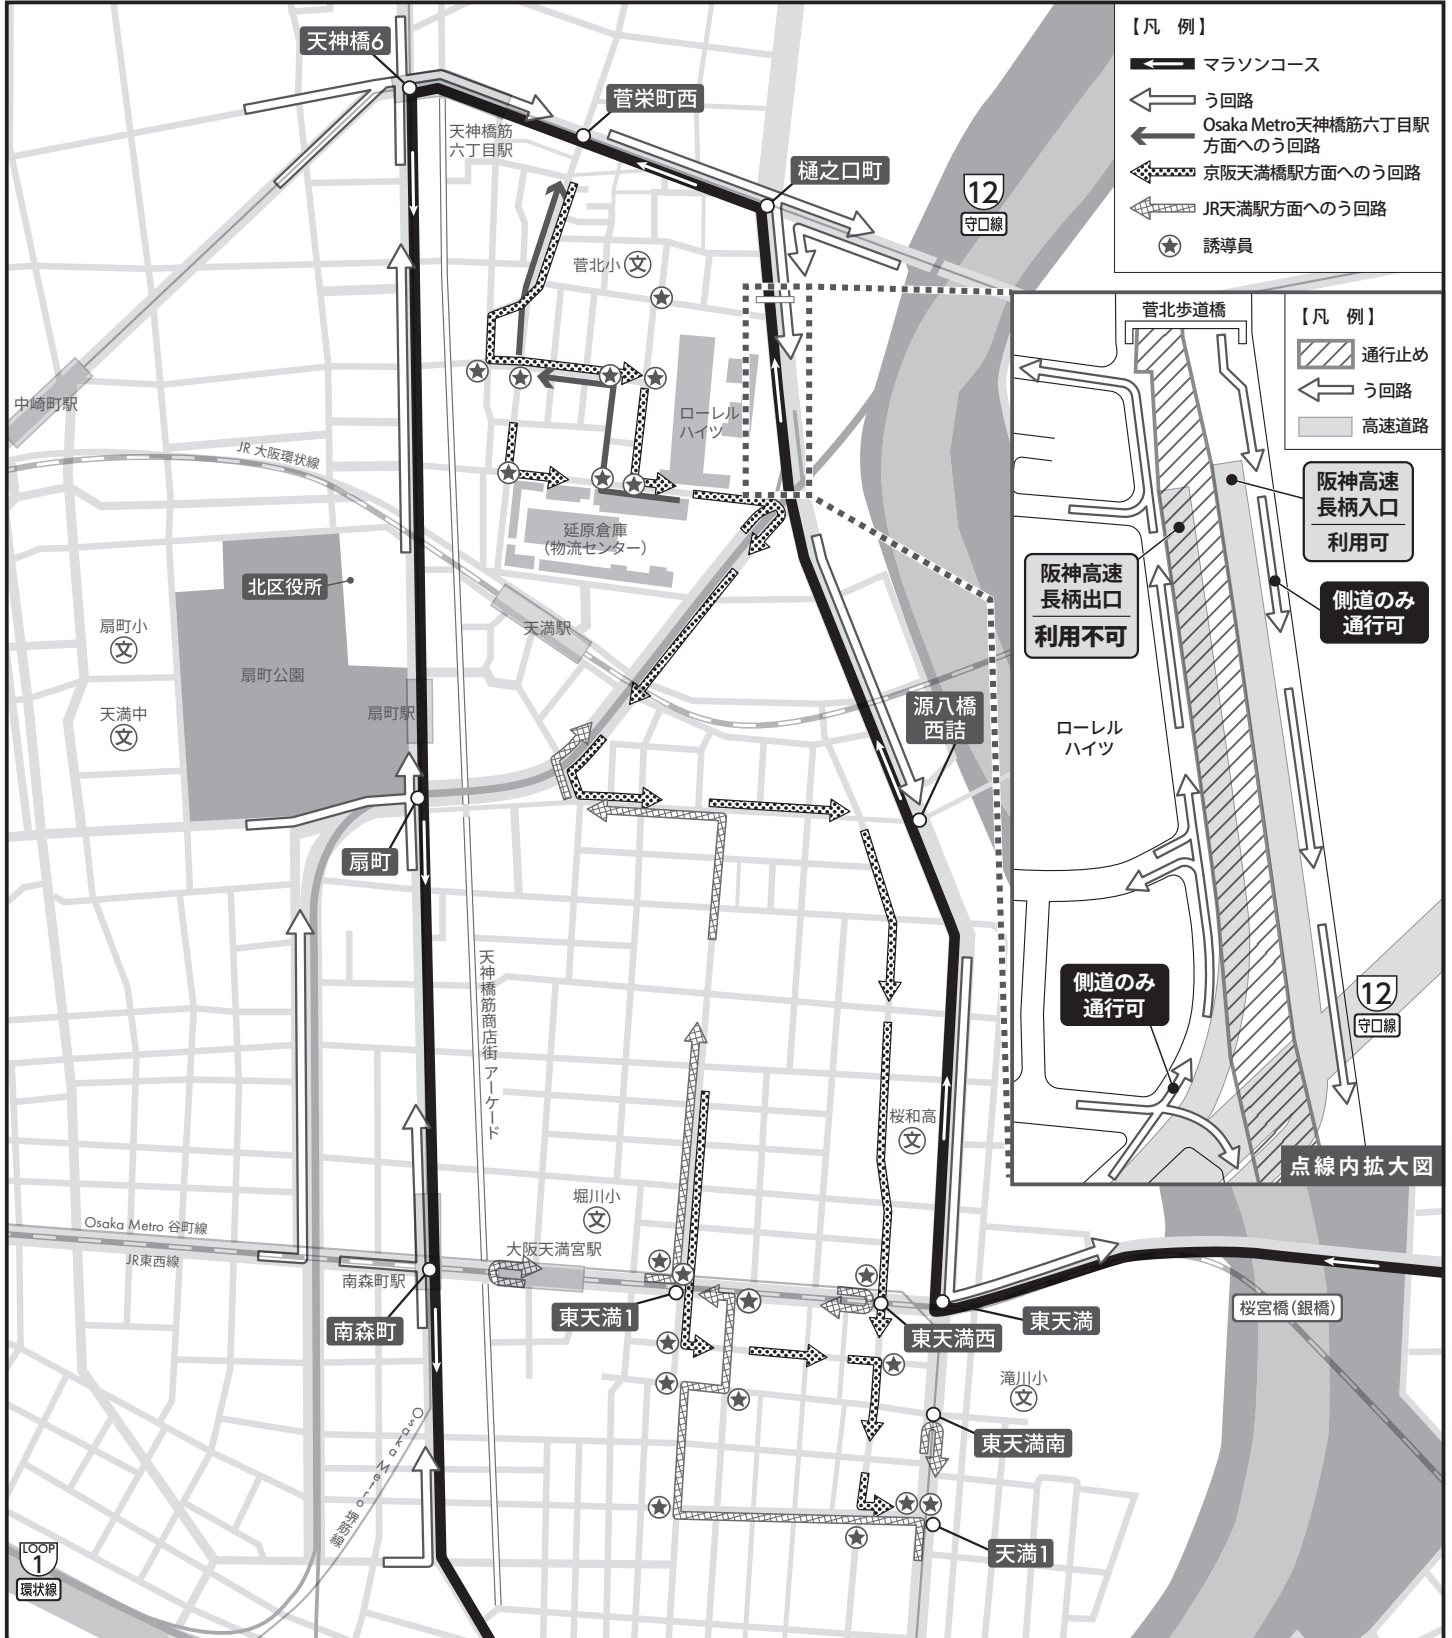 【凡　例】
マラソンコース
う回路
Osaka Metro天神橋筋六丁目駅
方面へのう回路
京阪天満橋駅方面へのう回路
JR天満駅方面へのう回路
誘導員
天神橋6
菅栄町西
天神橋筋
六丁目駅
樋之口町
12
守口線
菅北小
文
中崎町駅
JR 大阪環状線
ローレル
ハイツ
延原倉庫
（物流センター）
北区役所
天満駅
扇町小
文
扇町公園
天満中
文
扇町駅
源八橋
西詰
扇町
天神橋筋商店街 アーケード
桜和高
文
堀川小
文
Osaka Metro 谷町線
JR東西線
大阪天満宮駅
南森町駅
南森町
東天満1
東天満西
東天満
桜宮橋（銀橋）
滝川小
文
東天満南
Osaka Metro 堺筋線
天満1
LOOP
1
環状線
菅北歩道橋
【凡　例】
通行止め
う回路
高速道路
阪神高速
長柄入口
利用可
阪神高速
長柄出口
利用不可
側道のみ
通行可
ローレル
ハイツ
側道のみ
通行可
12
守口線
点線内拡大図